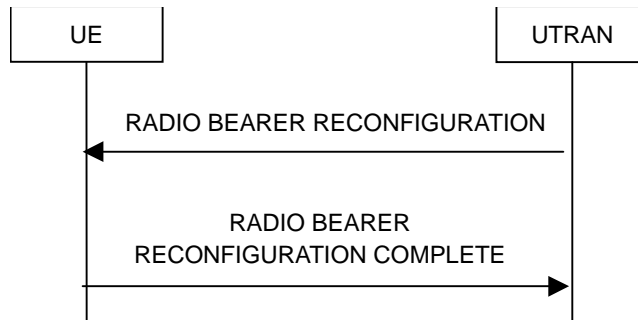 UE
UTRAN
RADIO BEARER RECONFIGURATION
RADIO BEARER
RECONFIGURATION COMPLETE